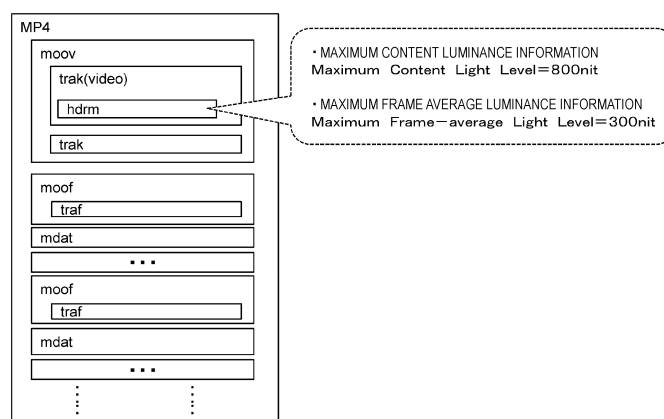 MP4
moov
trak(video)
hdrm
trak
・MAXIMUM CONTENT LUMINANCE INFORMATION
Maximum Content Light Level=800nit
・MAXIMUM FRAME AVERAGE LUMINANCE INFORMATION
Maximum Frame-average Light Level=300nit
moof
traf
mdat
...
moof
traf
mdat
...